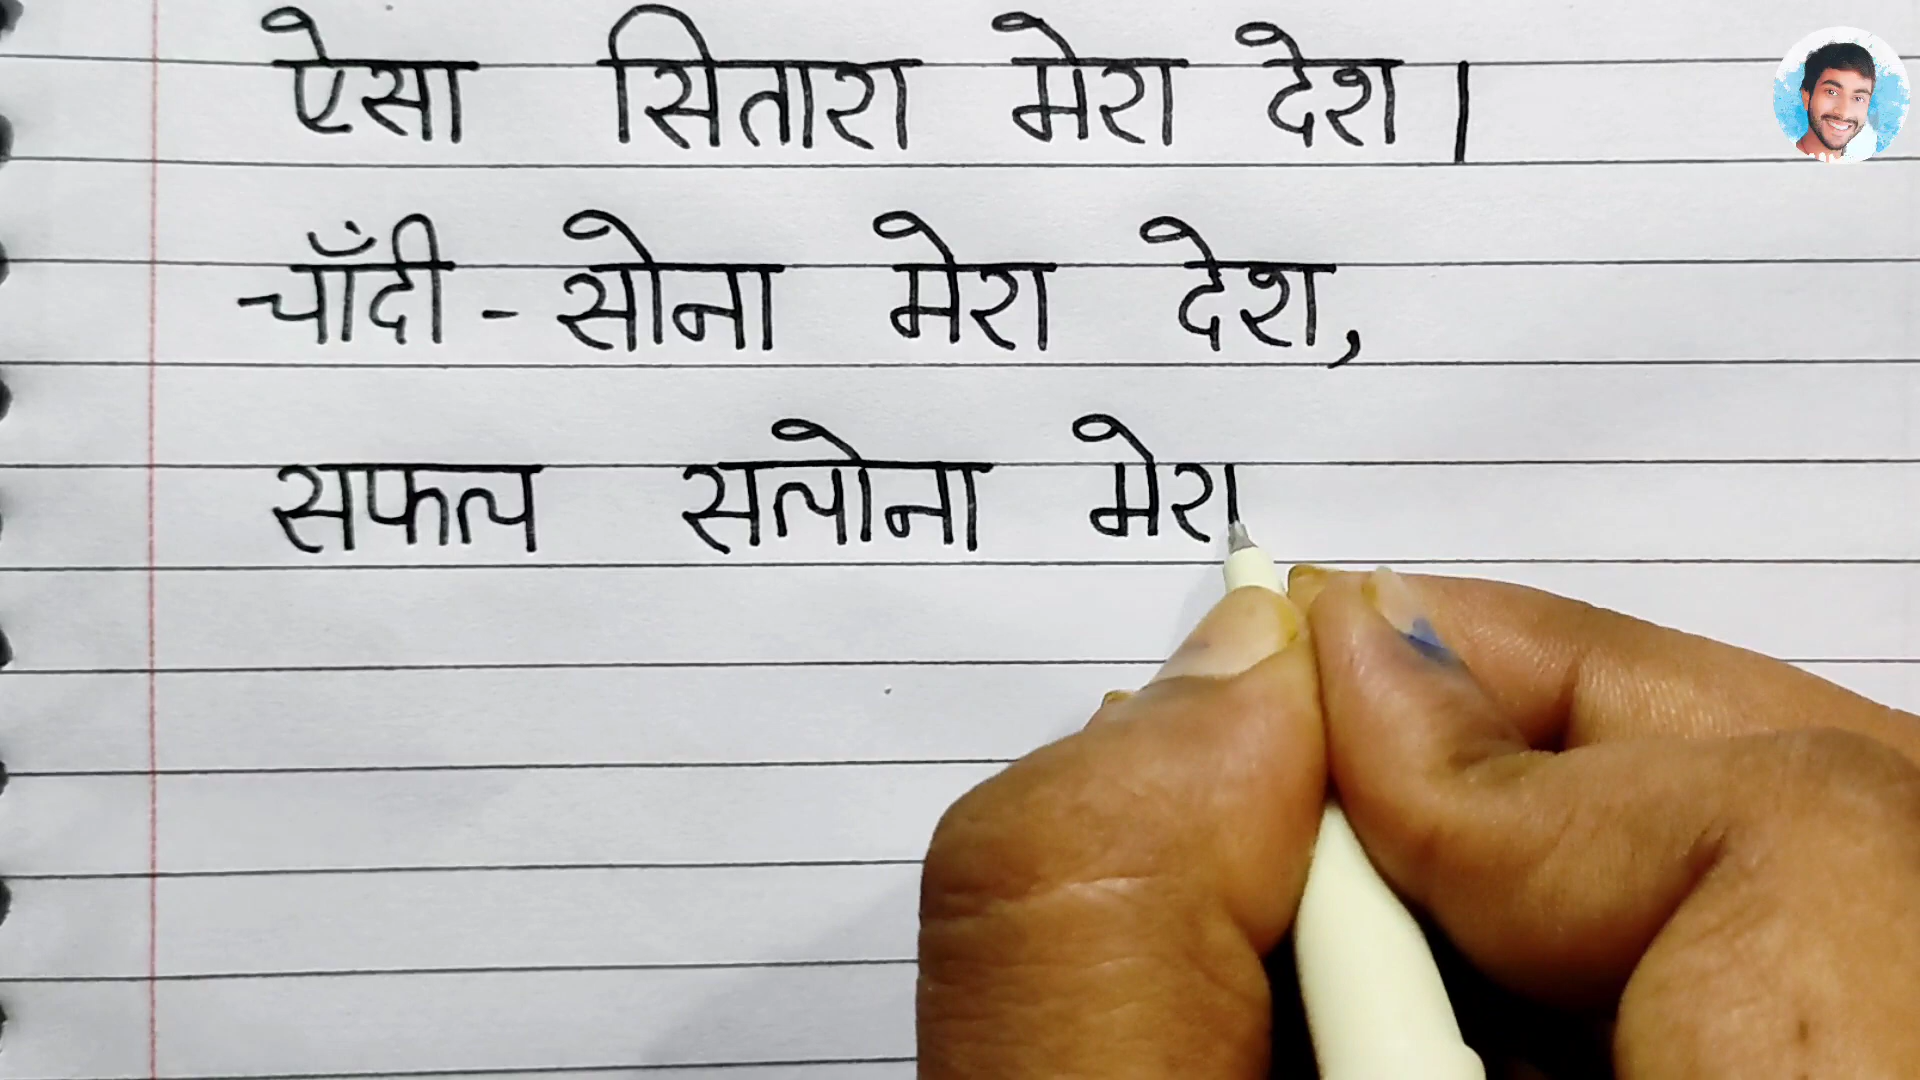 ऐसा सितारा मेरा देश।
चाँदी - सोना मेरा देश,
सफल सलोना मेरा